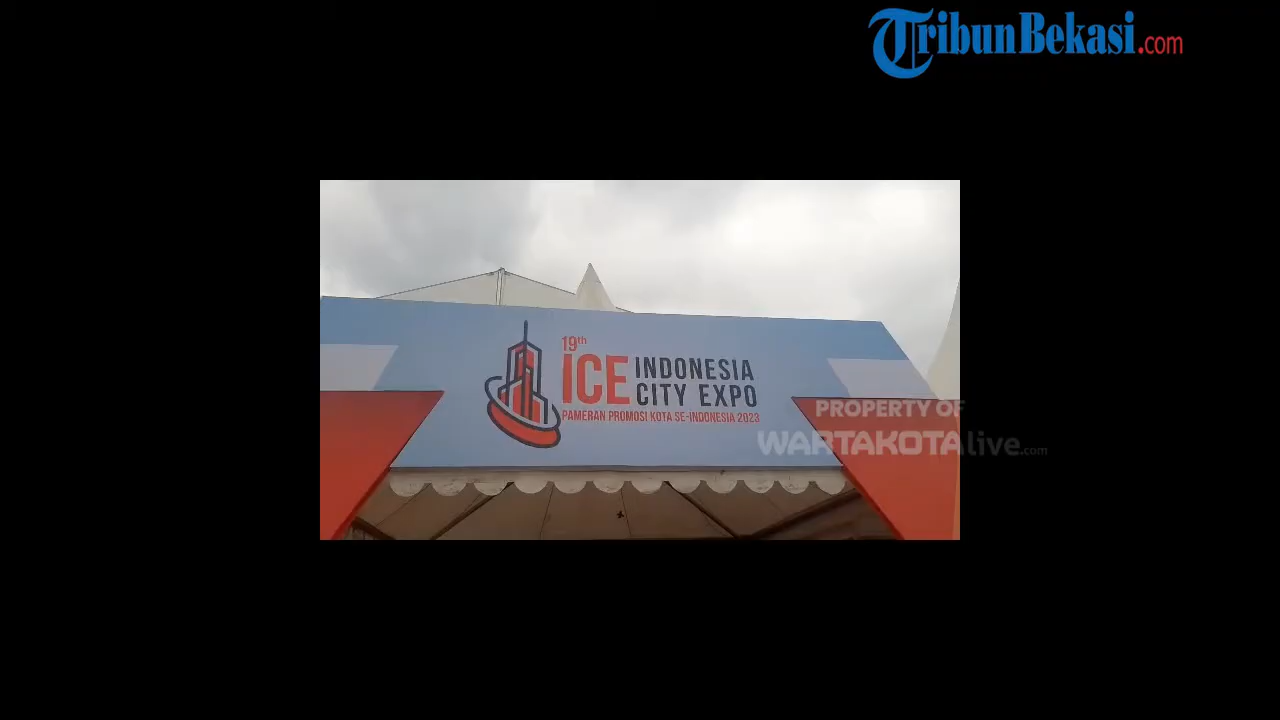 TribunBekasi.com
19th
ICE INDONESIA
CITY EXPO
PAMERAN PROMOSI KOTA SE-INDONESIA 2023
PROPERTY OF
WARTAKOTAlive.com